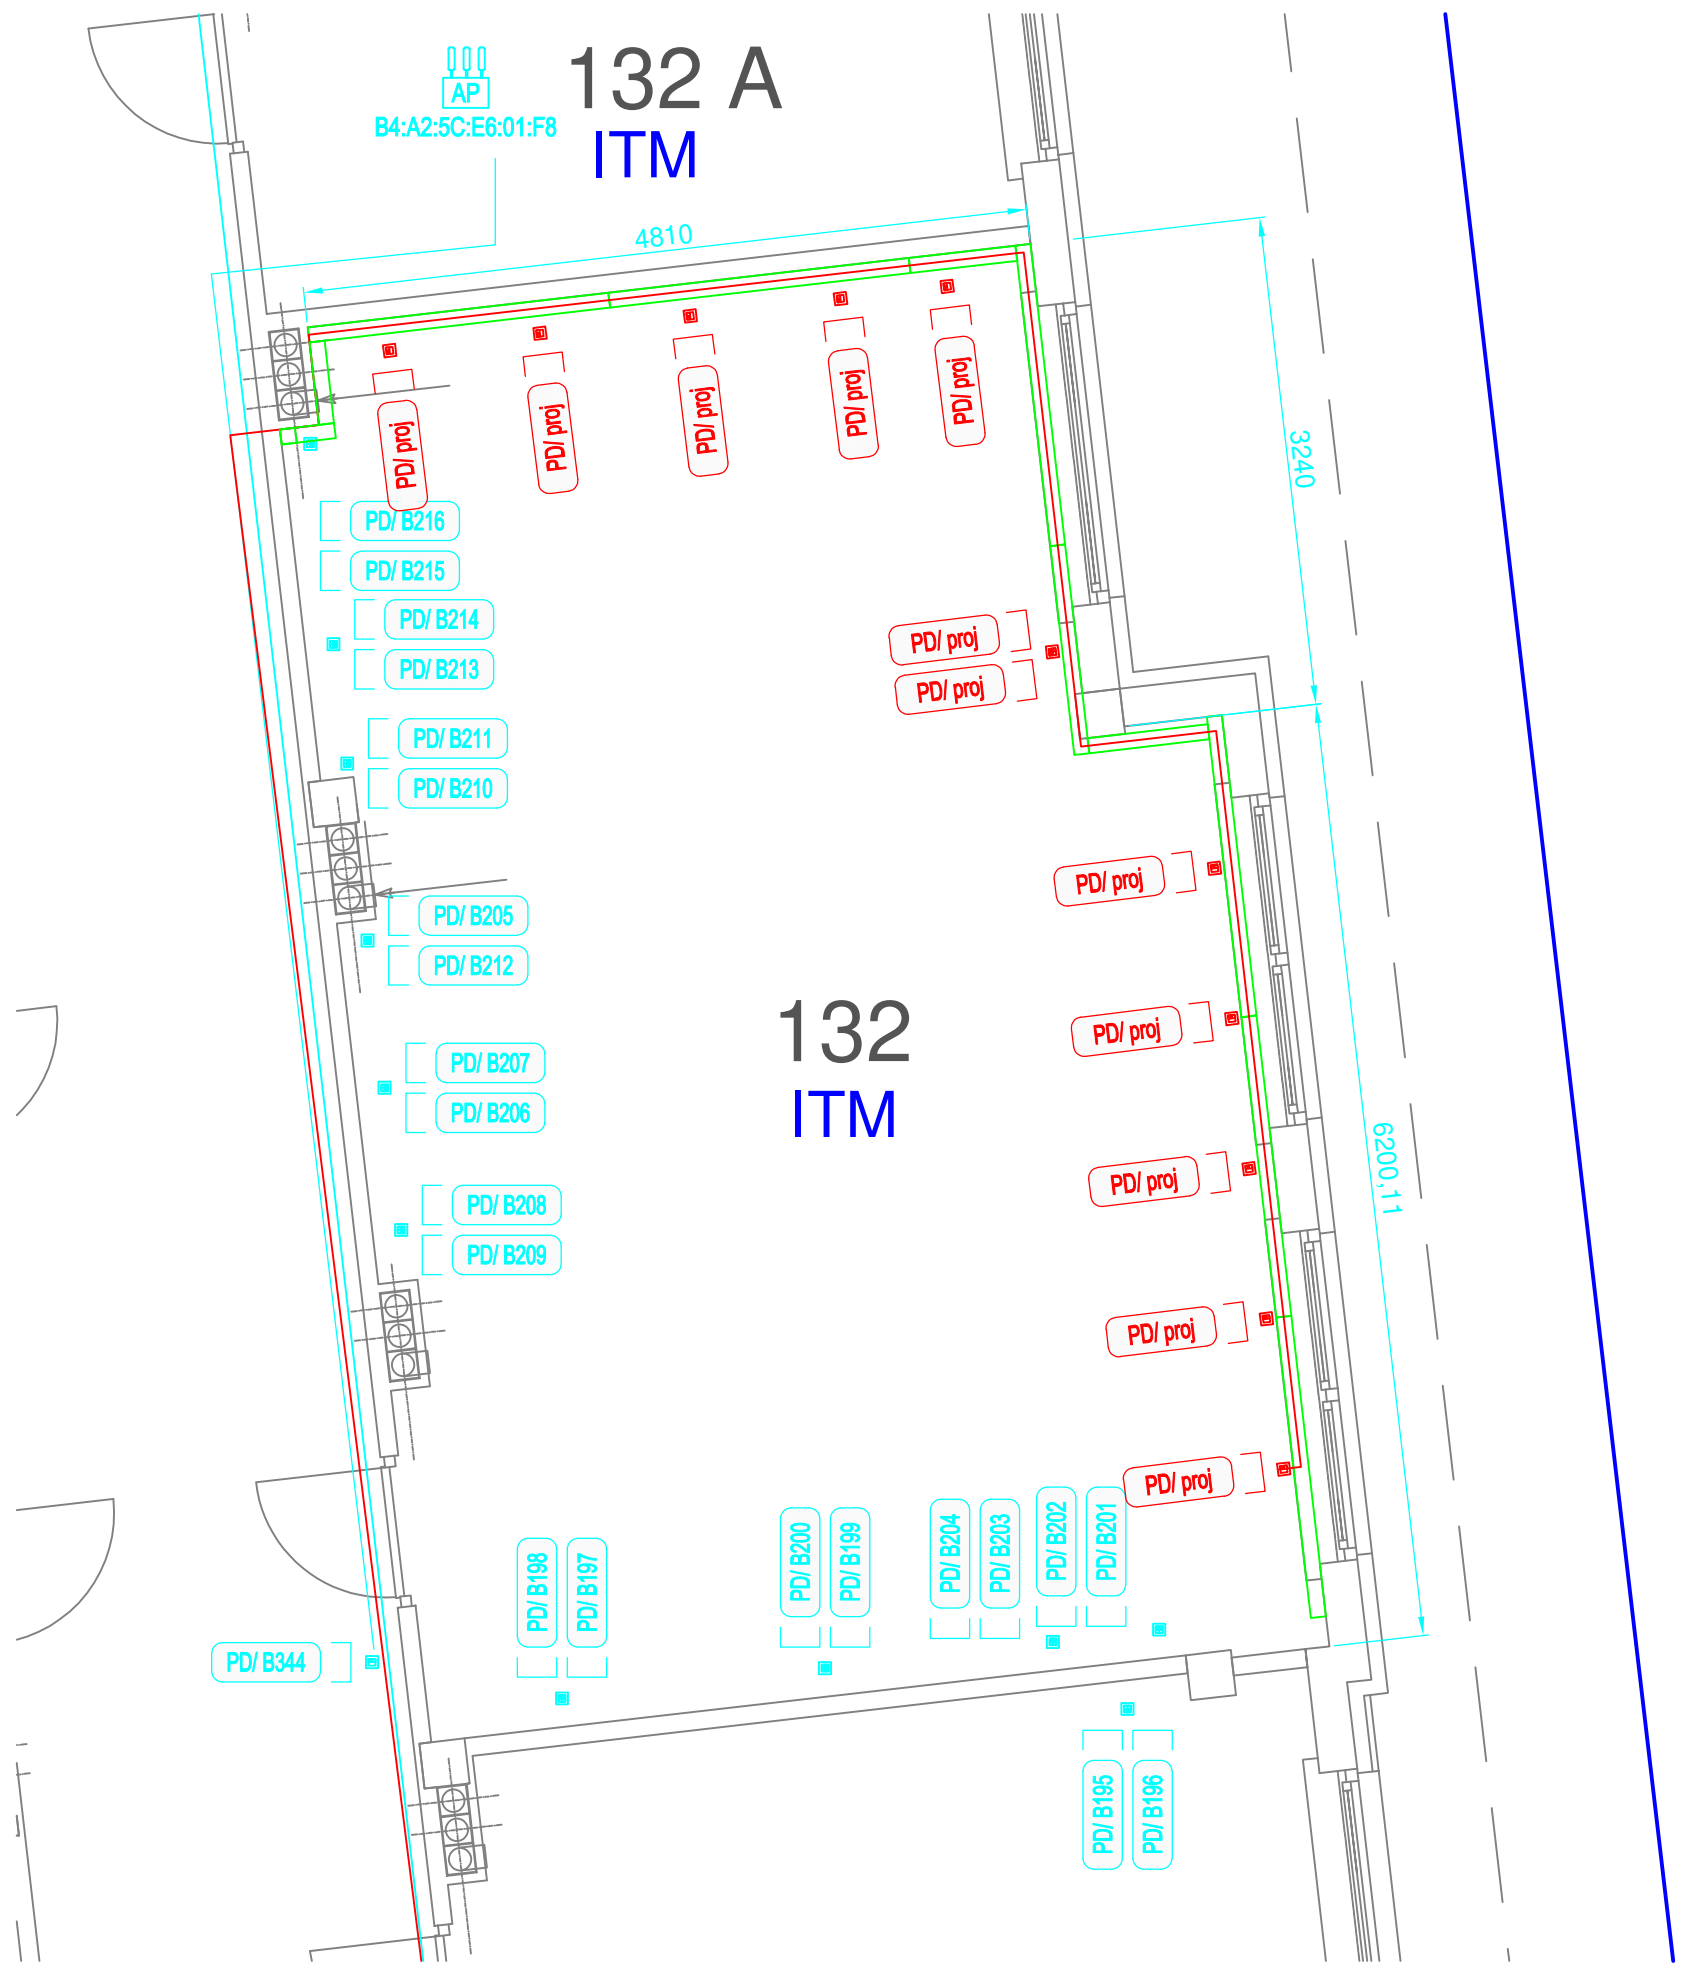 132 A
AP
B4:A2:5C:E6:01:F8
ITM
4810
3240
PD/ proj
PD/ proj
PD/ proj
PD/ proj
PD/ proj
PD/ B216
PD/ B215
PD/ B214
PD/ B213
PD/ proj
PD/ proj
PD/ B211
PD/ B210
PD/ proj
PD/ B205
PD/ B212
132
ITM
PD/ proj
PD/ B207
PD/ B206
6200,11
PD/ proj
PD/ B208
PD/ B209
PD/ proj
PD/ proj
PD/ B198
PD/ B197
PD/ B200
PD/ B199
PD/ B204
PD/ B203
PD/ B202
PD/ B201
PD/ B344
PD/ B195
PD/ B196